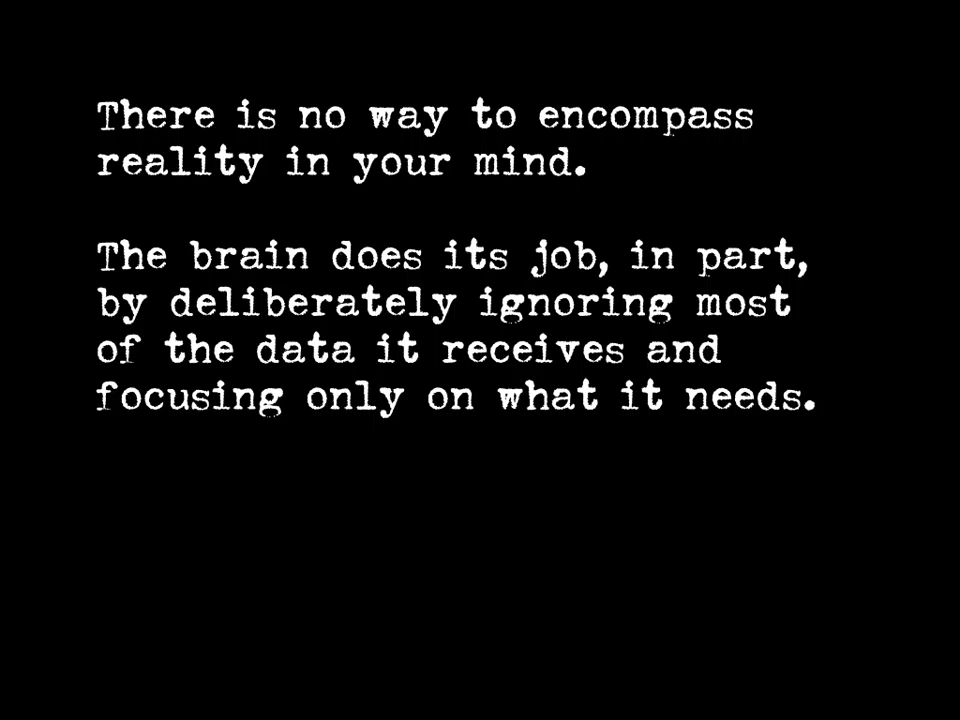 There is no way to encompass
reality in your mind.
The brain does its job, in part,
by deliberately ignoring most
of the data it receives and
focusing only on what it needs.